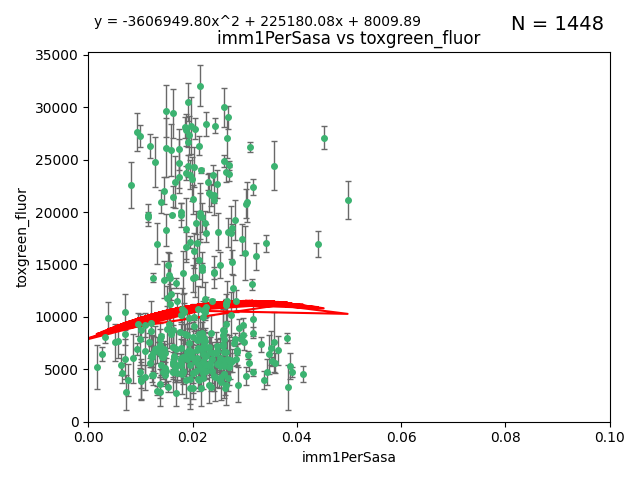 y = -3606949.80x^2 + 225180.08x + 8009.89
N = 1448
imm1PerSasa vs toxgreen_fluor
35000
30000
25000
20000
15000
10000
5000
0
toxgreen_fluor
0.00 0.02 0.04 0.06 0.08 0.10
imm1PerSasa